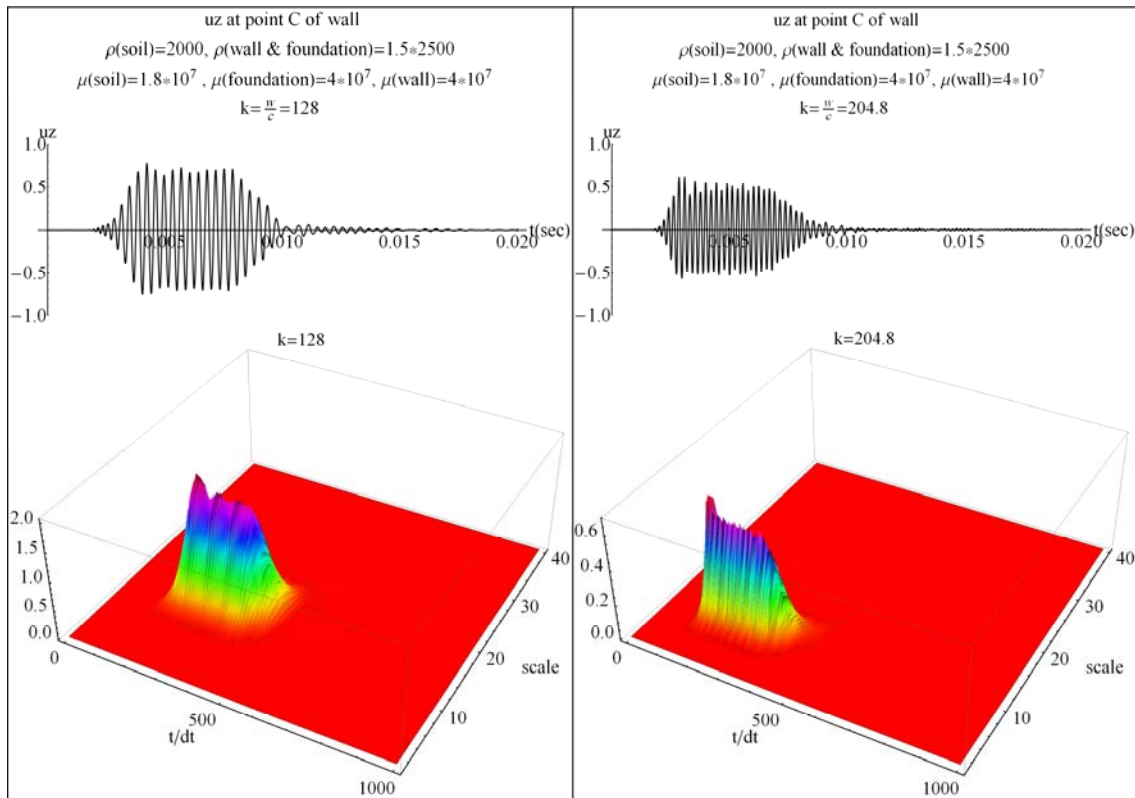 uz at point C of wall
ρ(soil)=2000, ρ(wall & foundation)=1.5*2500
μ(soil)=1.8*10^7 , μ(foundation)=4*10^7, μ(wall)=4*10^7
k=w/c=128
uz
1.0
0.5
−0.5
−1.0
0.005
0.010
0.015
0.020
t(sec)
k=128
2.0
1.5
1.0
0.5
0.0
0
500
1000
t/dt
10
20
30
40
scale
uz at point C of wall
ρ(soil)=2000, ρ(wall & foundation)=1.5*2500
μ(soil)=1.8*10^7 , μ(foundation)=4*10^7, μ(wall)=4*10^7
k=w/c=204.8
uz
1.0
0.5
−0.5
−1.0
0.005
0.010
0.015
0.020
t(sec)
k=204.8
0.6
0.4
0.2
0.0
0
500
1000
t/dt
10
20
30
40
scale